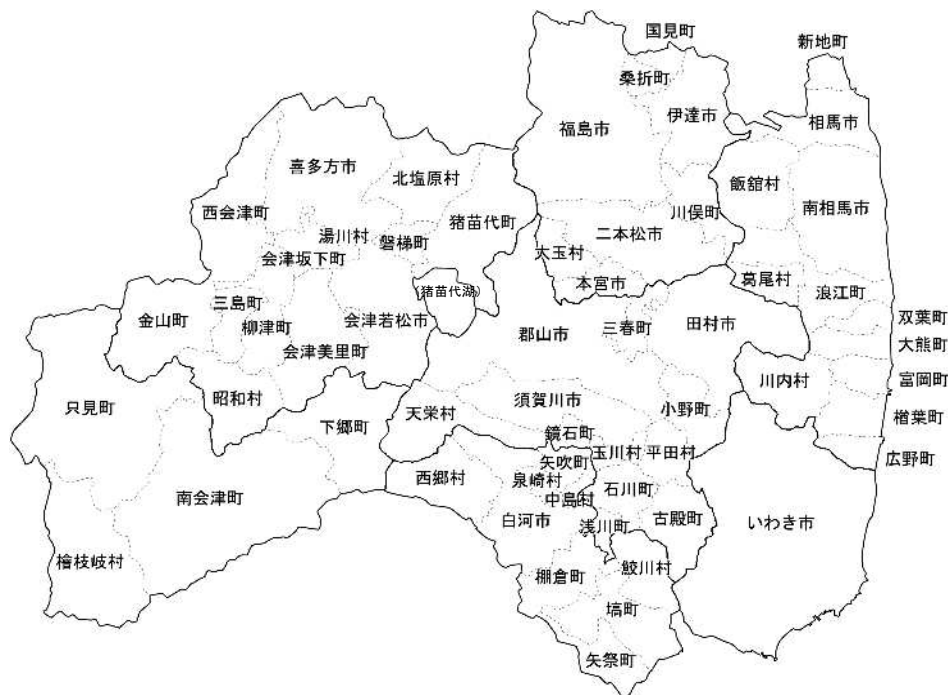 国見町
新地町
桑折町
伊達市
相馬市
福島市
喜多方市
北塩原村
飯舘村
西会津町
猪苗代町
川俣町
南相馬市
湯川村
磐梯町
二本松市
会津坂下町
大玉村
本宮市
葛尾村
(猪苗代湖)
浪江町
三島町
金山町
柳津町
会津若松市
郡山市
三春町
田村市
双葉町
会津美里町
大熊町
川内村
富岡町
昭和村
只見町
須賀川市
小野町
天栄村
下郷町
楢葉町
鏡石町
玉川村
平田村
広野町
矢吹町
西郷村
泉崎村
石川町
南会津町
中島村
白河市
浅川町
古殿町
いわき市
檜枝岐村
鮫川村
棚倉町
塙町
矢祭町